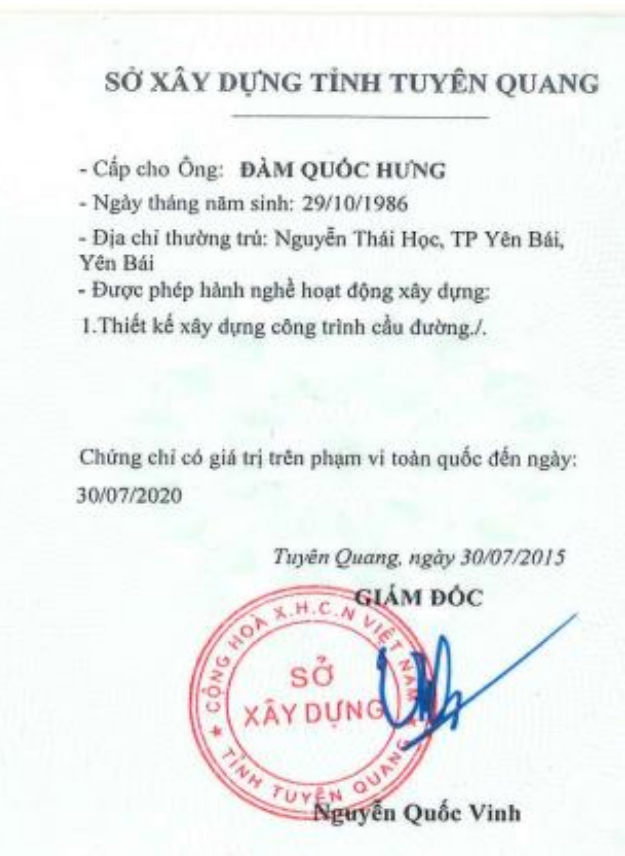 SỞ XÂY DỰNG TỈNH TUYÊN QUANG
- Cấp cho Ông: ĐÀM QUỐC HƯNG
- Ngày tháng năm sinh: 29/10/1986
- Địa chỉ thường trú: Nguyễn Thái Học, TP Yên Bái,
Yên Bái
- Được phép hành nghề hoạt động xây dựng:
1.Thiết kế xây dựng công trình cầu đường./.
Chứng chỉ có giá trị trên phạm vi toàn quốc đến ngày:
30/07/2020
Tuyên Quang, ngày 30/07/2015
GIÁM ĐỐC
CỘNG HOÀ X.H.C.N VIỆT NAM
SỞ
XÂY DỰNG
TỈNH TUYÊN QUANG
Nguyễn Quốc Vinh